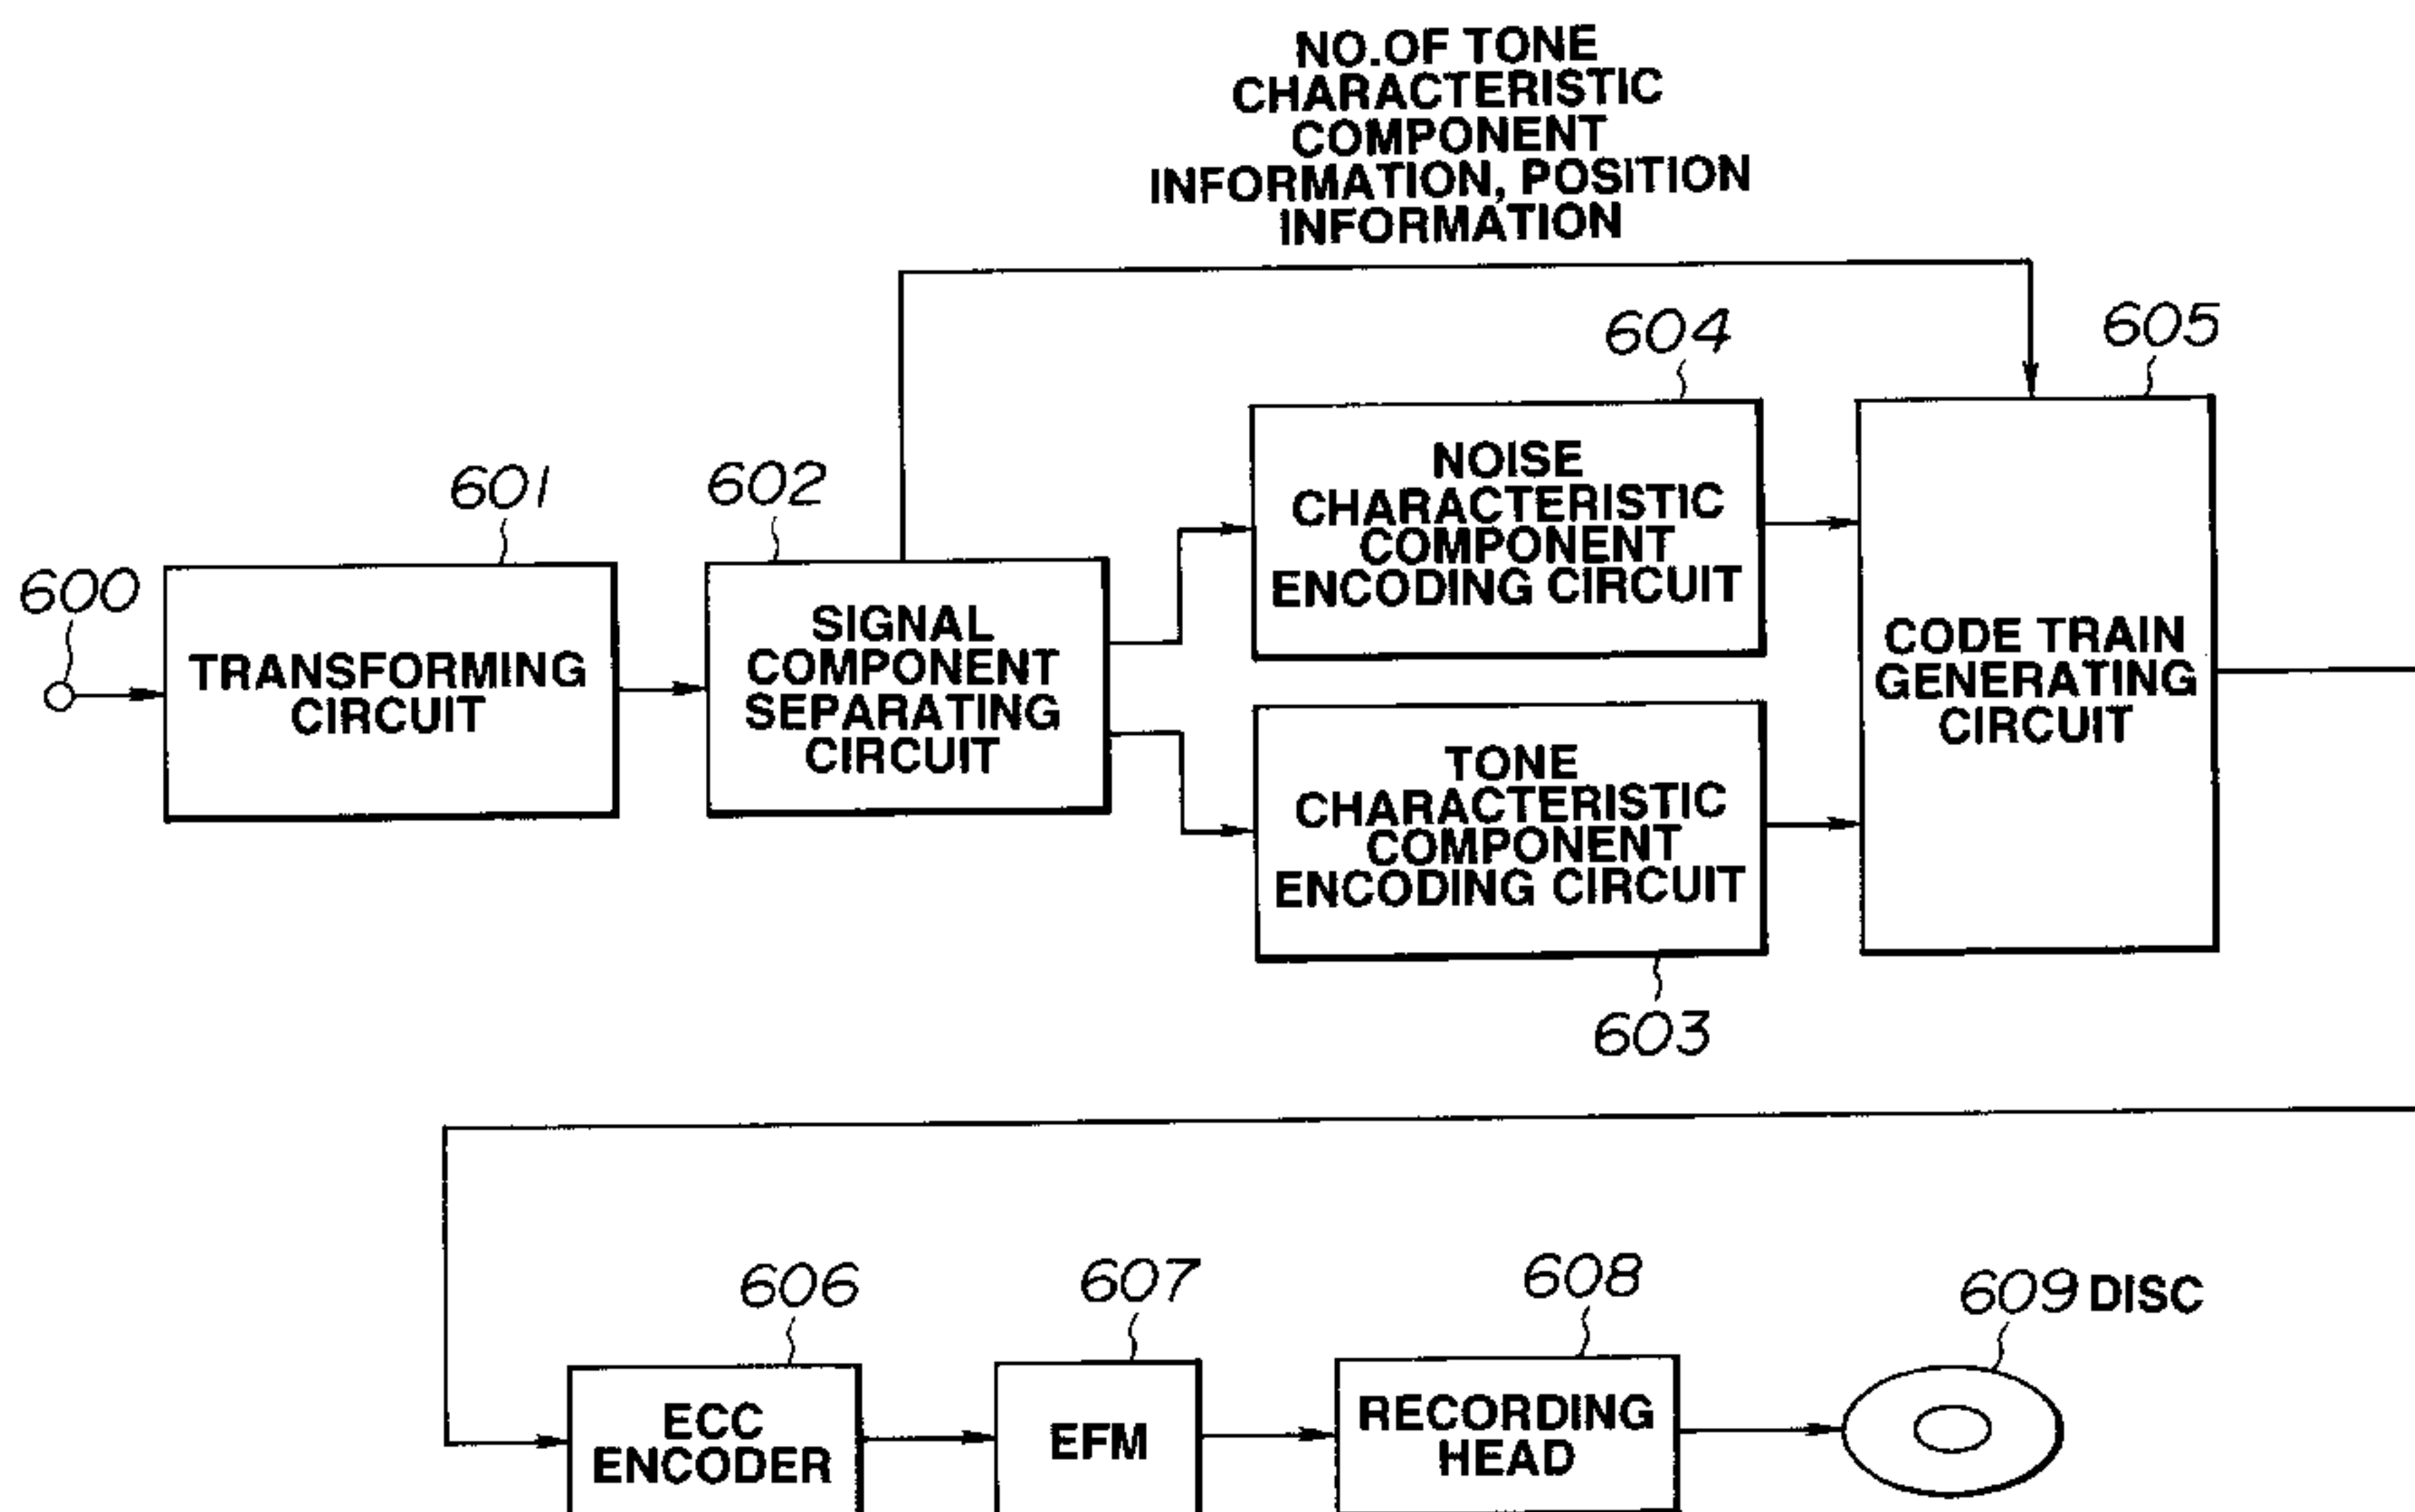 NO.OF TONE
CHARACTERISTIC
COMPONENT
INFORMATION, POSITION
INFORMATION
604
605
601
602
600
NOISE
CHARACTERISTIC
COMPONENT
ENCODING CIRCUIT
TRANSFORMING
CIRCUIT
SIGNAL
COMPONENT
SEPARATING
CIRCUIT
CODE TRAIN
GENERATING
CIRCUIT
TONE
CHARACTERISTIC
COMPONENT
ENCODING CIRCUIT
603
606
607
608
609 DISC
ECC
ENCODER
EFM
RECORDING
HEAD